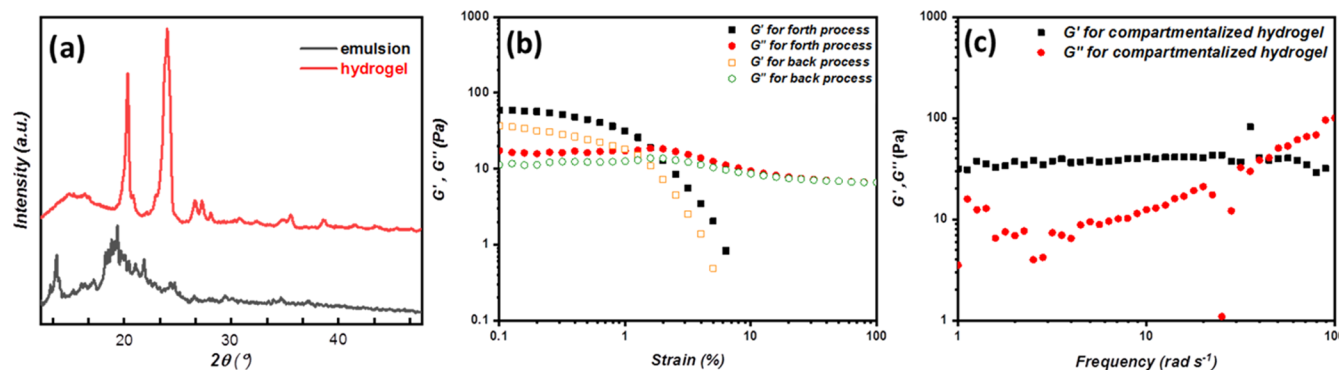 (a)
emulsion
hydrogel
Intensity (a.u.)
20
30
40
2θ (°)
(b)
G' for forth process
G'' for forth process
G' for back process
G'' for back process
G' , G'' (Pa)
1000
100
10
1
0.1
0.1
1
10
100
Strain (%)
(c)
G' for compartmentalized hydrogel
G'' for compartmentalized hydrogel
G' ,G'' (Pa)
1000
100
10
1
1
10
100
Frequency (rad s⁻¹)